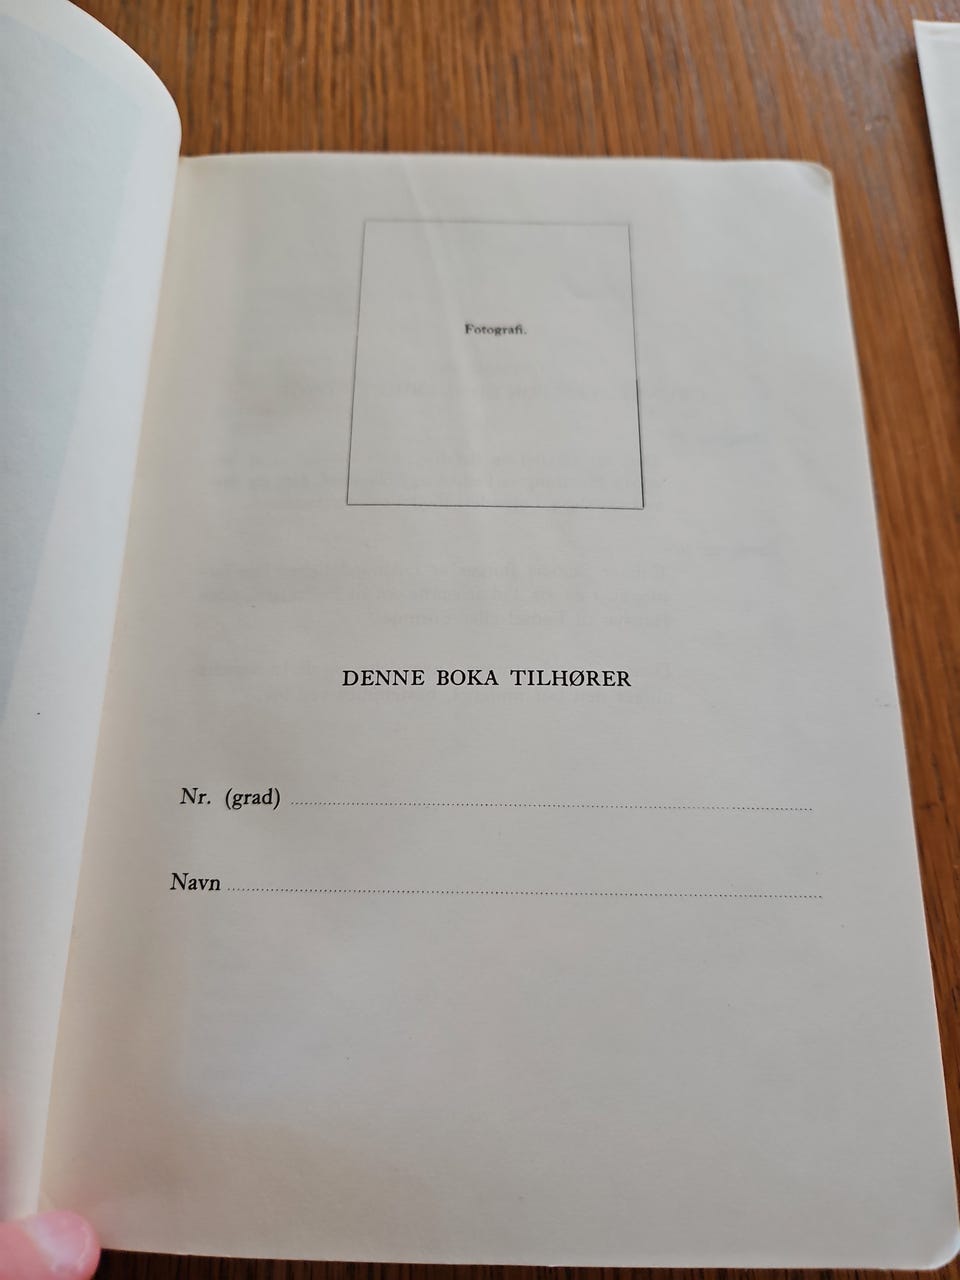 Fotografi.
DENNE BOKA TILHØRER
Nr. (grad)
Navn